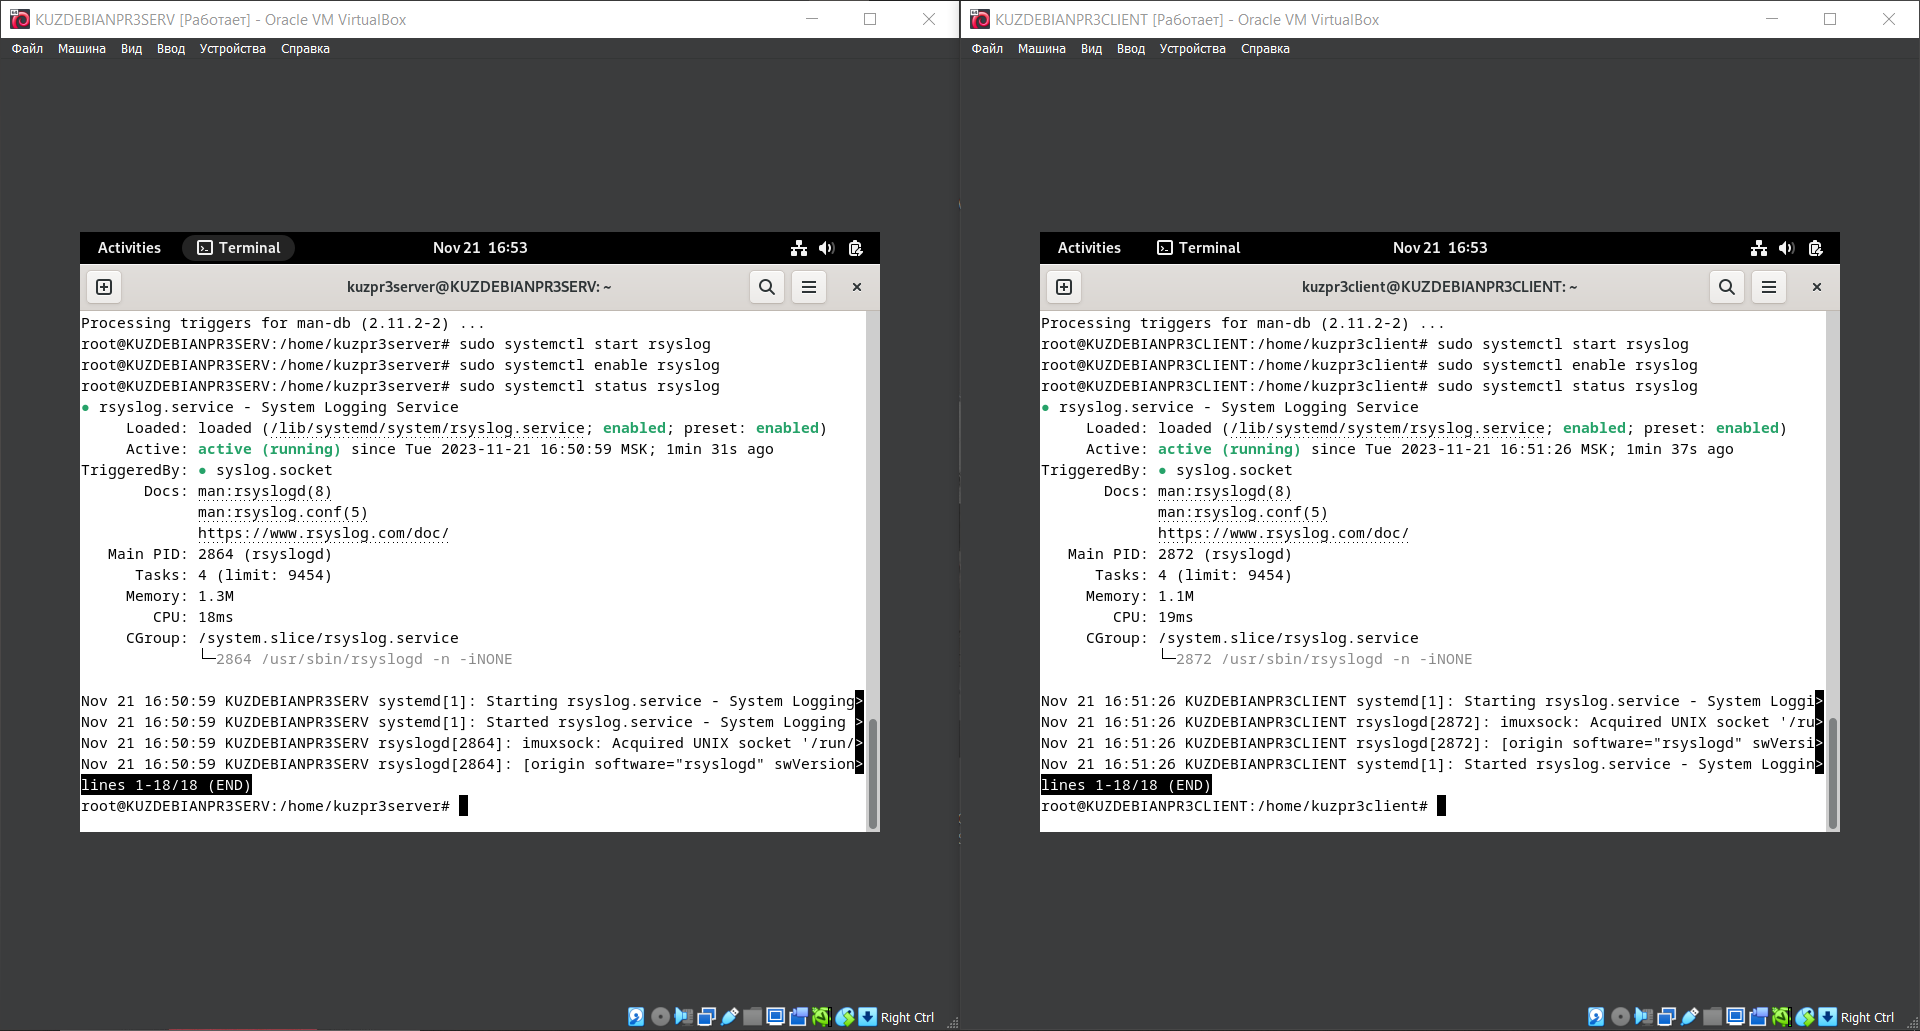 KUZDEBIANPR3SERV [Работает] - Oracle VM VirtualBox
Файл Машина Вид Ввод Устройства Справка
Activities Terminal Nov 21 16:53
kuzpr3server@KUZDEBIANPR3SERV: ~
Processing triggers for man-db (2.11.2-2) ...
root@KUZDEBIANPR3SERV:/home/kuzpr3server# sudo systemctl start rsyslog
root@KUZDEBIANPR3SERV:/home/kuzpr3server# sudo systemctl enable rsyslog
root@KUZDEBIANPR3SERV:/home/kuzpr3server# sudo systemctl status rsyslog
● rsyslog.service - System Logging Service
Loaded: loaded (/lib/systemd/system/rsyslog.service; enabled; preset: enabled)
Active: active (running) since Tue 2023-11-21 16:50:59 MSK; 1min 31s ago
TriggeredBy: ● syslog.socket
Docs: man:rsyslogd(8)
man:rsyslog.conf(5)
https://www.rsyslog.com/doc/
Main PID: 2864 (rsyslogd)
Tasks: 4 (limit: 9454)
Memory: 1.3M
CPU: 18ms
CGroup: /system.slice/rsyslog.service
└─2864 /usr/sbin/rsyslogd -n -iNONE
Nov 21 16:50:59 KUZDEBIANPR3SERV systemd[1]: Starting rsyslog.service - System Logging>
Nov 21 16:50:59 KUZDEBIANPR3SERV systemd[1]: Started rsyslog.service - System Logging >
Nov 21 16:50:59 KUZDEBIANPR3SERV rsyslogd[2864]: imuxsock: Acquired UNIX socket '/run/>
Nov 21 16:50:59 KUZDEBIANPR3SERV rsyslogd[2864]: [origin software="rsyslogd" swVersion>
lines 1-18/18 (END)
root@KUZDEBIANPR3SERV:/home/kuzpr3server#
Right Ctrl
KUZDEBIANPR3CLIENT [Работает] - Oracle VM VirtualBox
Файл Машина Вид Ввод Устройства Справка
Activities Terminal Nov 21 16:53
kuzpr3client@KUZDEBIANPR3CLIENT: ~
Processing triggers for man-db (2.11.2-2) ...
root@KUZDEBIANPR3CLIENT:/home/kuzpr3client# sudo systemctl start rsyslog
root@KUZDEBIANPR3CLIENT:/home/kuzpr3client# sudo systemctl enable rsyslog
root@KUZDEBIANPR3CLIENT:/home/kuzpr3client# sudo systemctl status rsyslog
● rsyslog.service - System Logging Service
Loaded: loaded (/lib/systemd/system/rsyslog.service; enabled; preset: enabled)
Active: active (running) since Tue 2023-11-21 16:51:26 MSK; 1min 37s ago
TriggeredBy: ● syslog.socket
Docs: man:rsyslogd(8)
man:rsyslog.conf(5)
https://www.rsyslog.com/doc/
Main PID: 2872 (rsyslogd)
Tasks: 4 (limit: 9454)
Memory: 1.1M
CPU: 19ms
CGroup: /system.slice/rsyslog.service
└─2872 /usr/sbin/rsyslogd -n -iNONE
Nov 21 16:51:26 KUZDEBIANPR3CLIENT systemd[1]: Starting rsyslog.service - System Loggi>
Nov 21 16:51:26 KUZDEBIANPR3CLIENT rsyslogd[2872]: imuxsock: Acquired UNIX socket '/ru>
Nov 21 16:51:26 KUZDEBIANPR3CLIENT rsyslogd[2872]: [origin software="rsyslogd" swVersi>
Nov 21 16:51:26 KUZDEBIANPR3CLIENT systemd[1]: Started rsyslog.service - System Loggin>
lines 1-18/18 (END)
root@KUZDEBIANPR3CLIENT:/home/kuzpr3client#
Right Ctrl